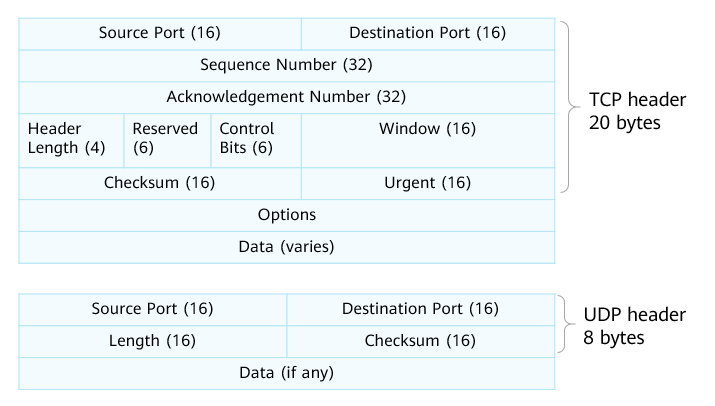 Source Port (16)
Destination Port (16)
Sequence Number (32)
Acknowledgement Number (32)
Header
Length (4)
Reserved
(6)
Control
Bits (6)
Window (16)
Checksum (16)
Urgent (16)
Options
Data (varies)
TCP header
20 bytes
Source Port (16)
Destination Port (16)
Length (16)
Checksum (16)
Data (if any)
UDP header
8 bytes